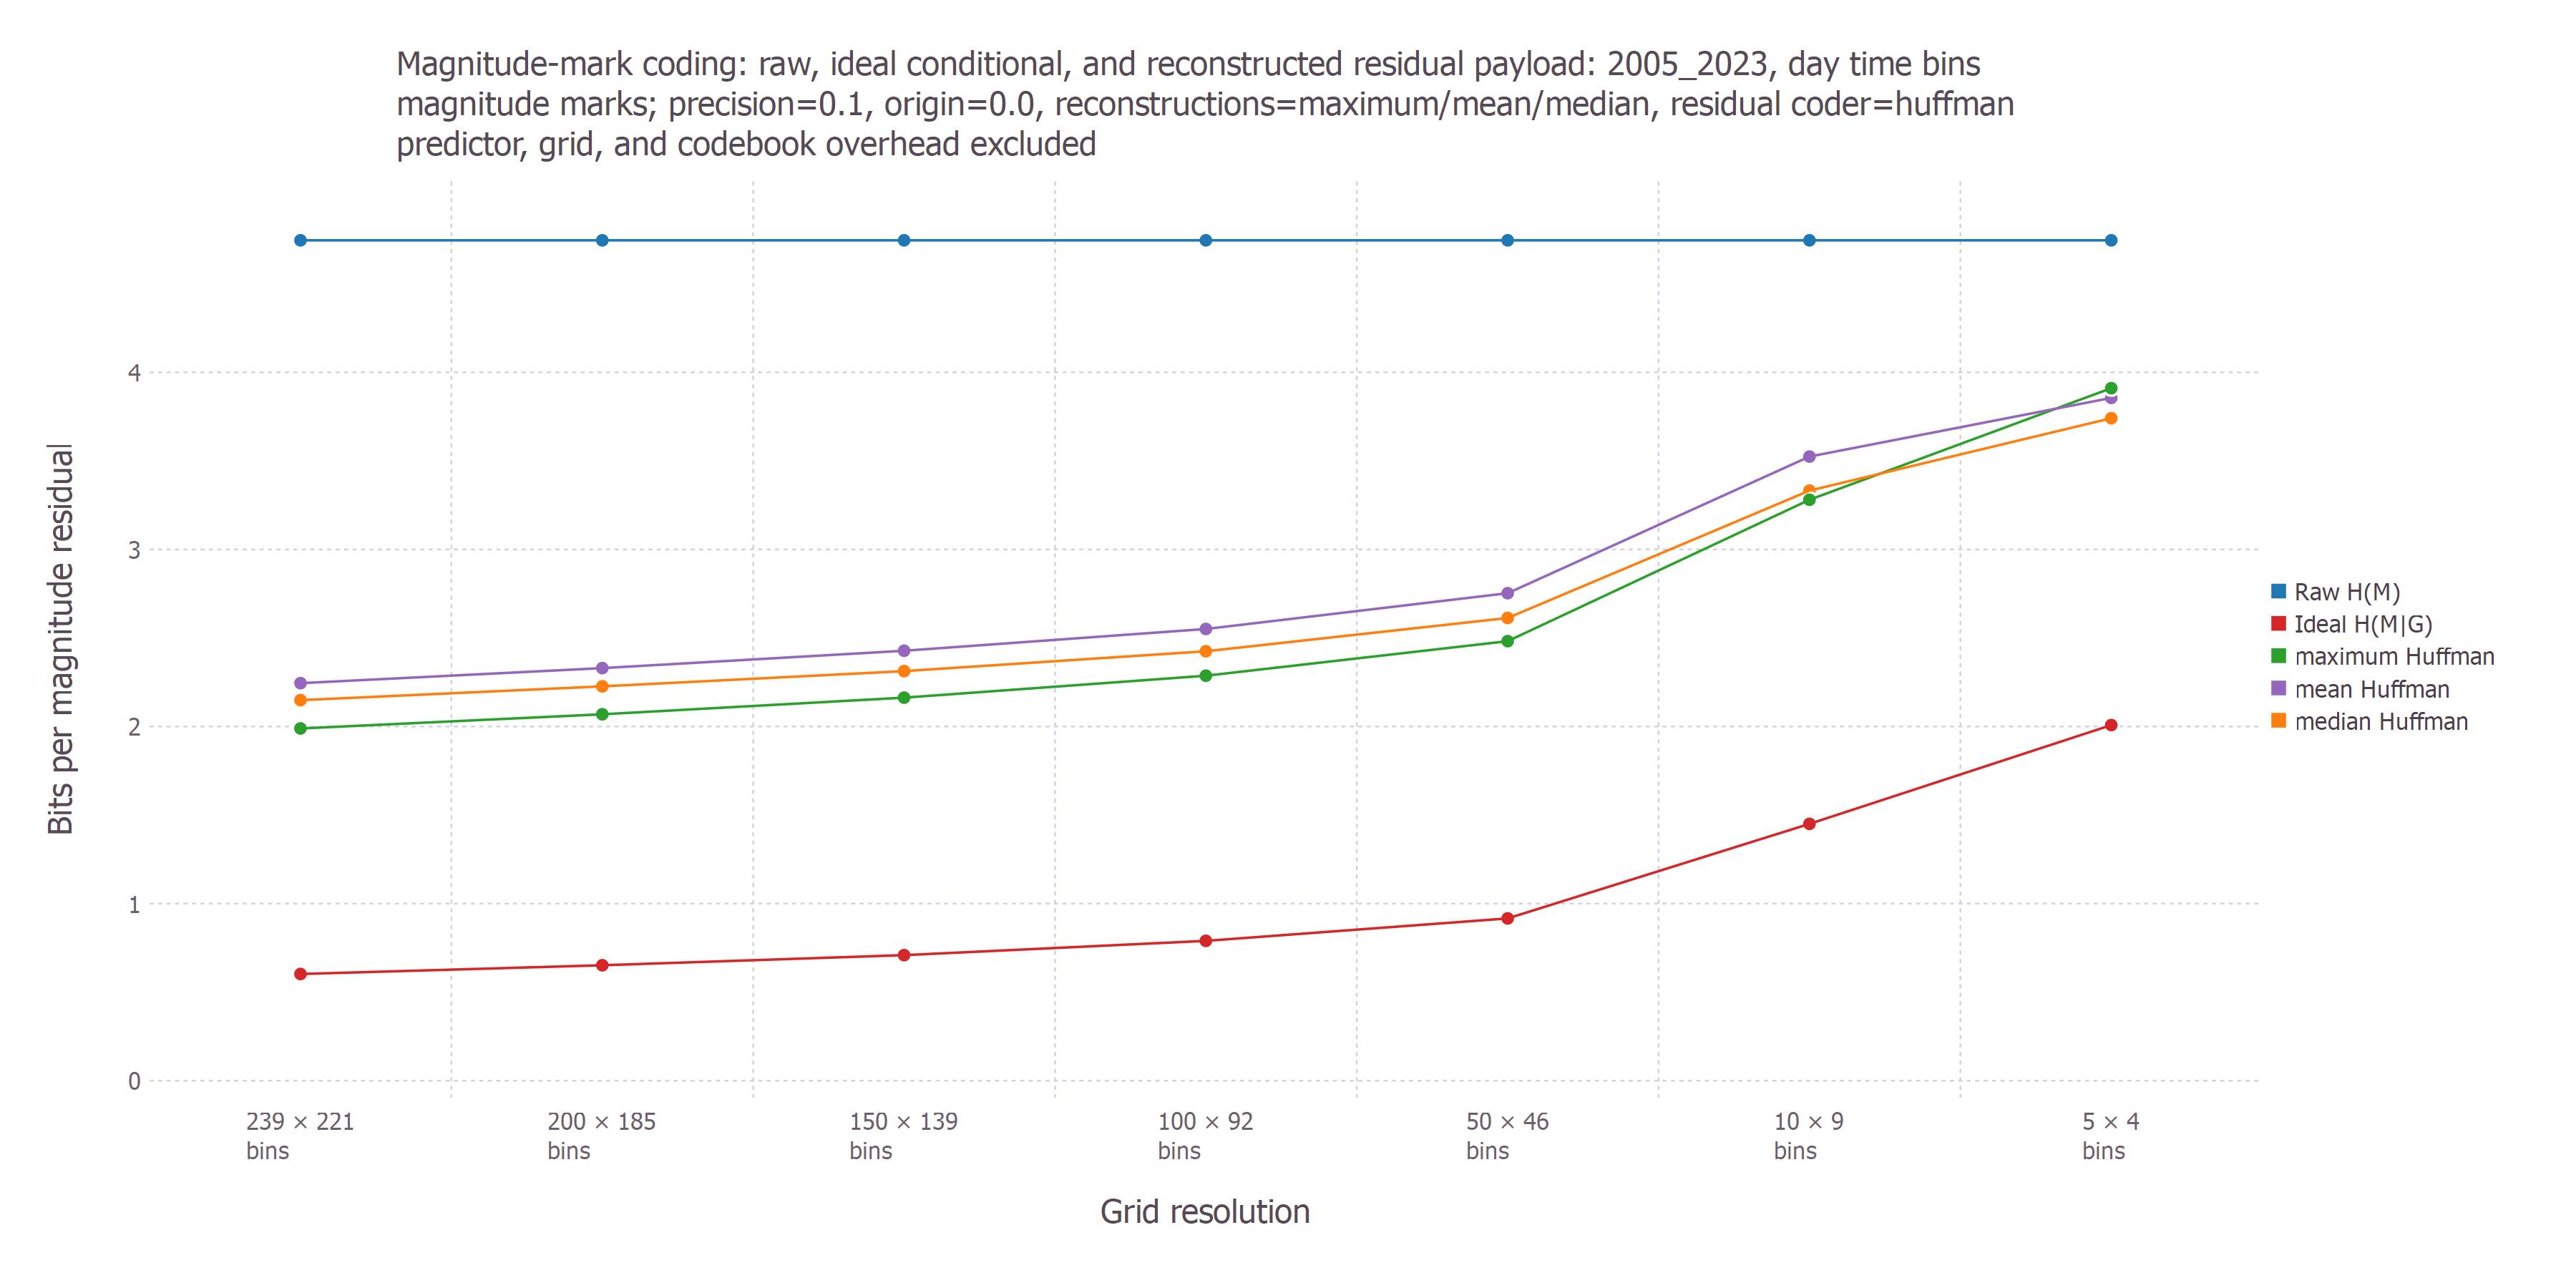 Magnitude-mark coding: raw, ideal conditional, and reconstructed residual payload: 2005_2023, day time bins
magnitude marks; precision=0.1, origin=0.0, reconstructions=maximum/mean/median, residual coder=huffman
predictor, grid, and codebook overhead excluded
Bits per magnitude residual
4
3
2
1
0
239 × 221
bins
200 × 185
bins
150 × 139
bins
100 × 92
bins
50 × 46
bins
10 × 9
bins
5 × 4
bins
Grid resolution
Raw H(M)
Ideal H(M|G)
maximum Huffman
mean Huffman
median Huffman